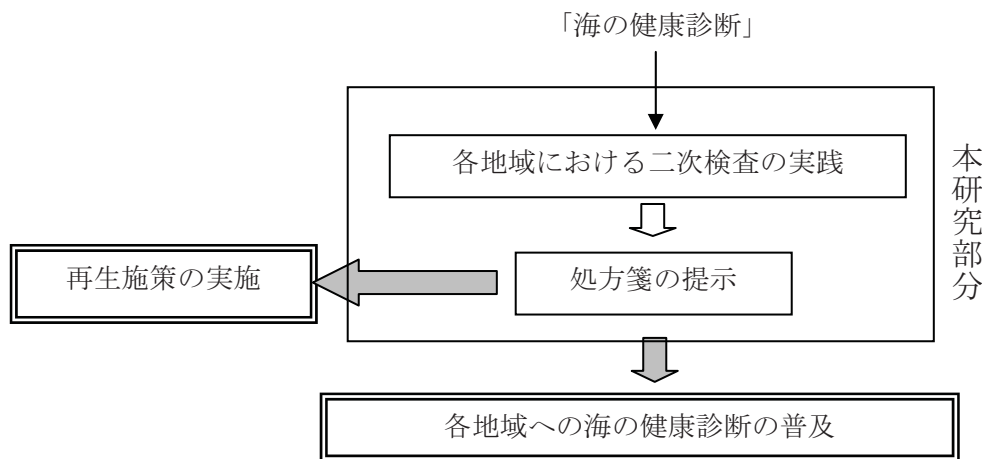 「海の健康診断」
各地域における二次検査の実践
本研究部分
処方箋の提示
再生施策の実施
各地域への海の健康診断の普及